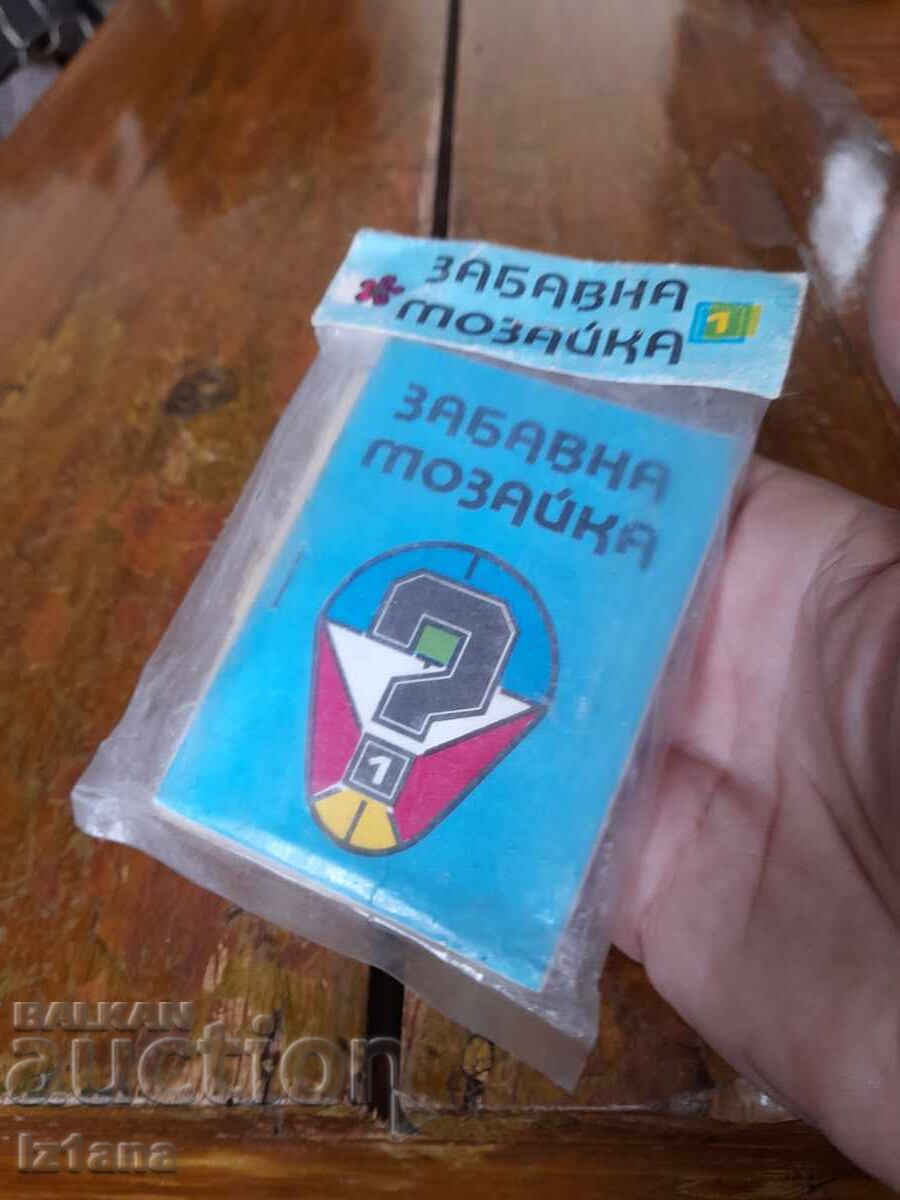 ЗАБАВНА
МОЗАЙКА 1
ЗАБАВНА
МОЗАЙКА
1
BALKAN
auction
Iz1ana